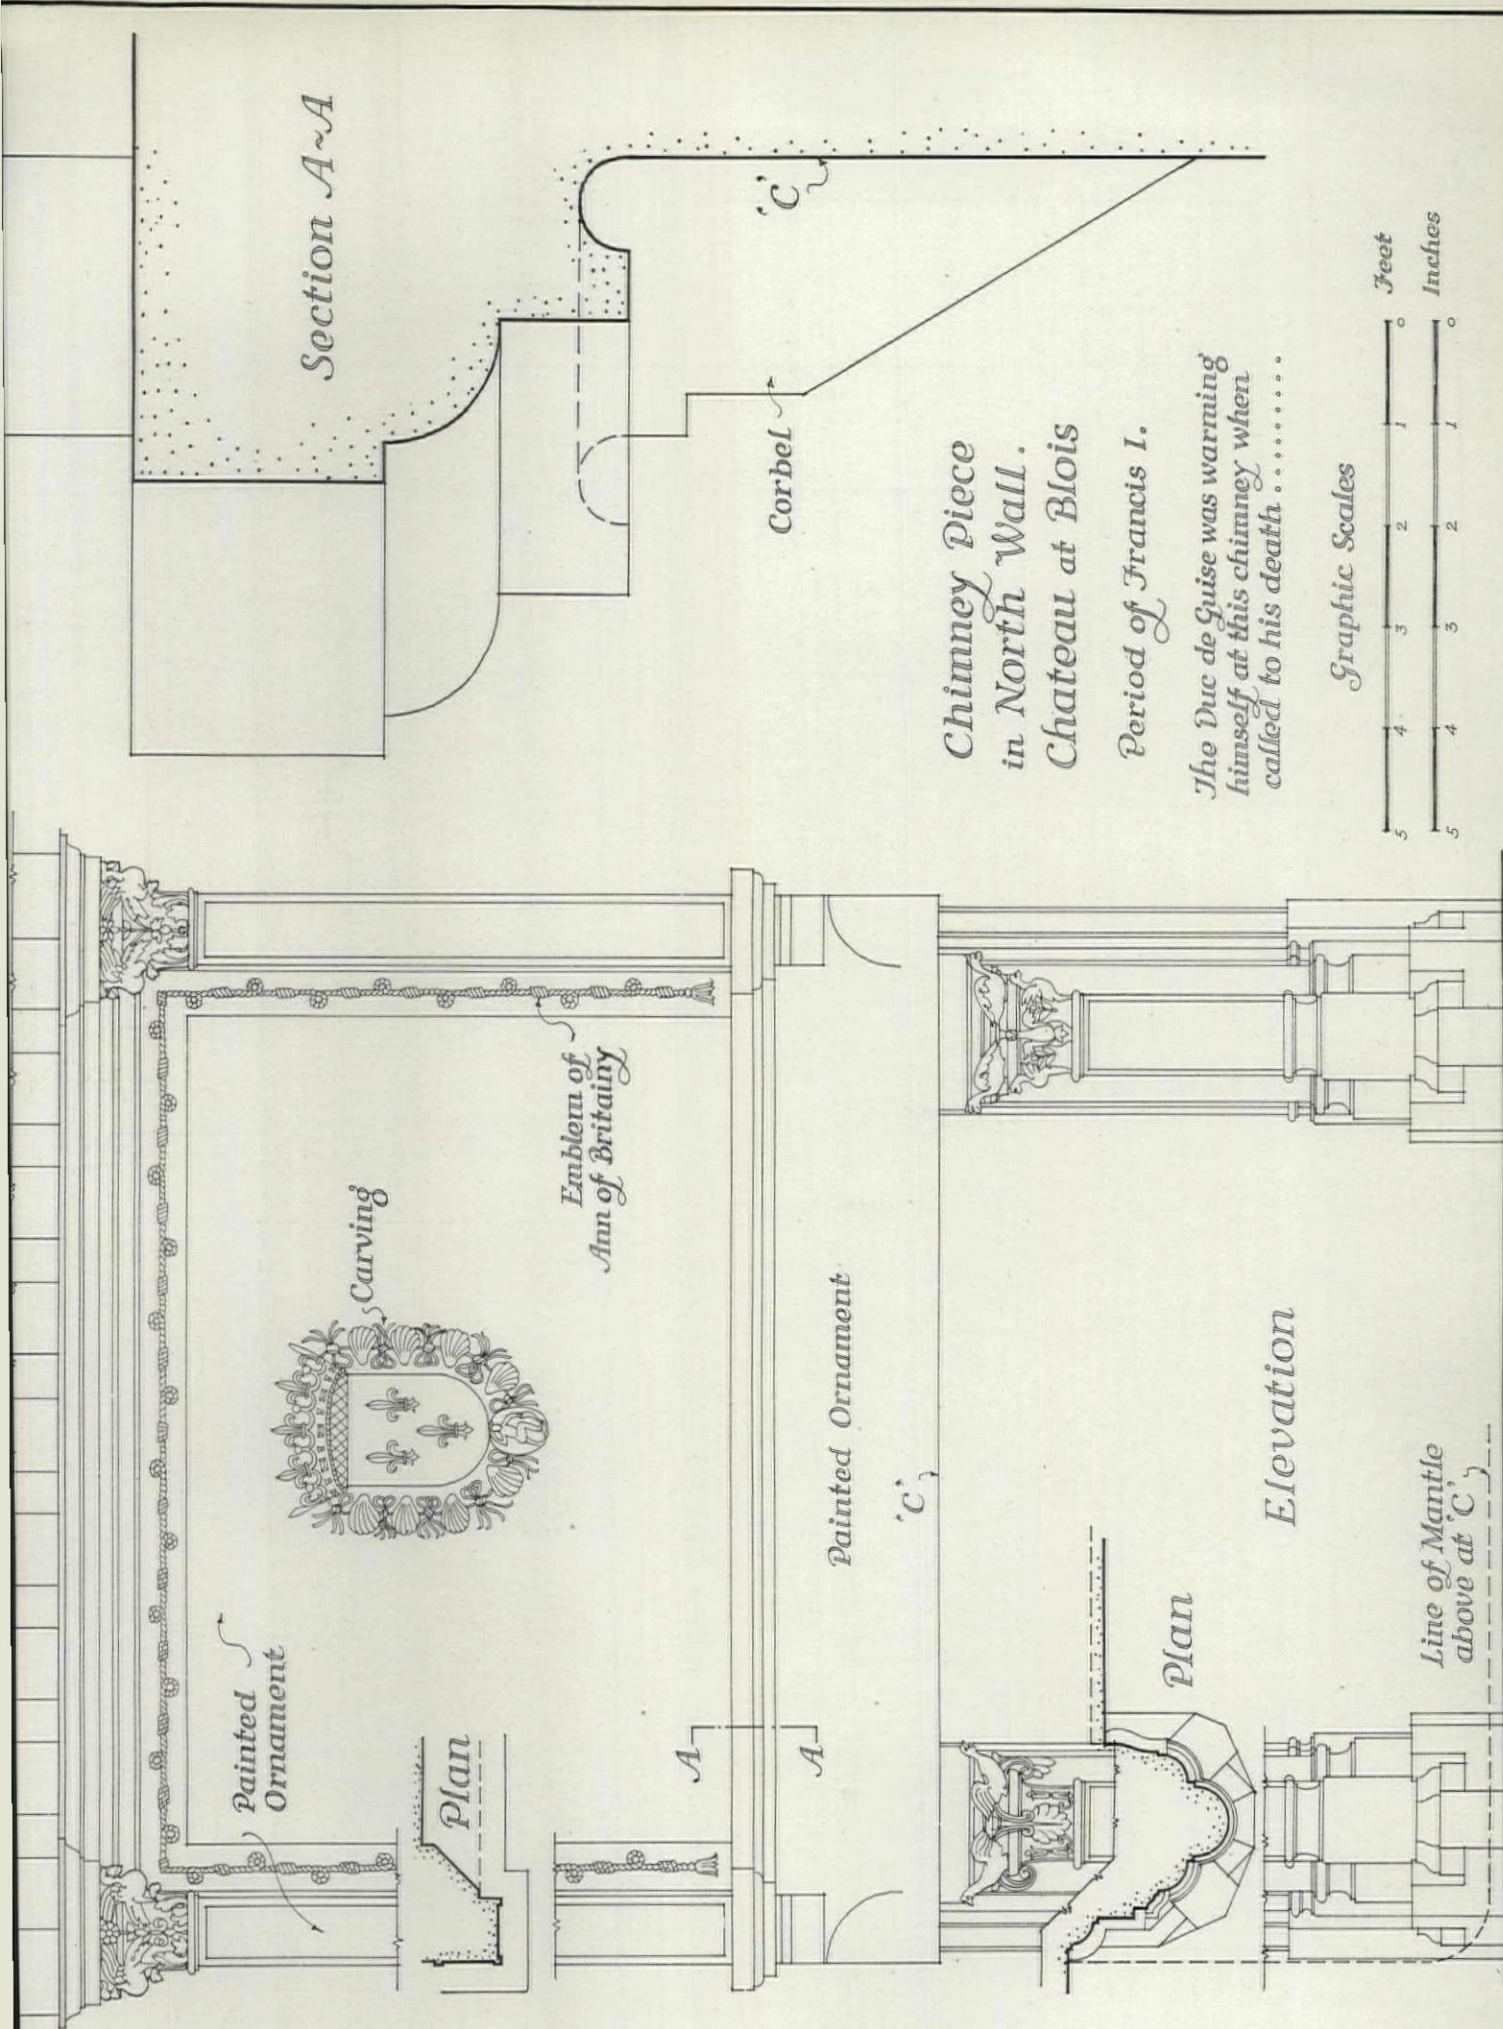 Painted
Ornament
Carving
Emblem of
Ann of Britainy
Plan
A
A
Painted Ornament
'C'
Plan
Elevation
Line of Mantle
above at 'C'
Section A~A
'C'
Corbel
Chimney Piece
in North Wall.
Chateau at Blois
Period of Francis I.
The Duc de Guise was warming
himself at this chimney when
called to his death..........
Graphic Scales
5 4 3 2 1 0 Feet
5 4 3 2 1 0 Inches